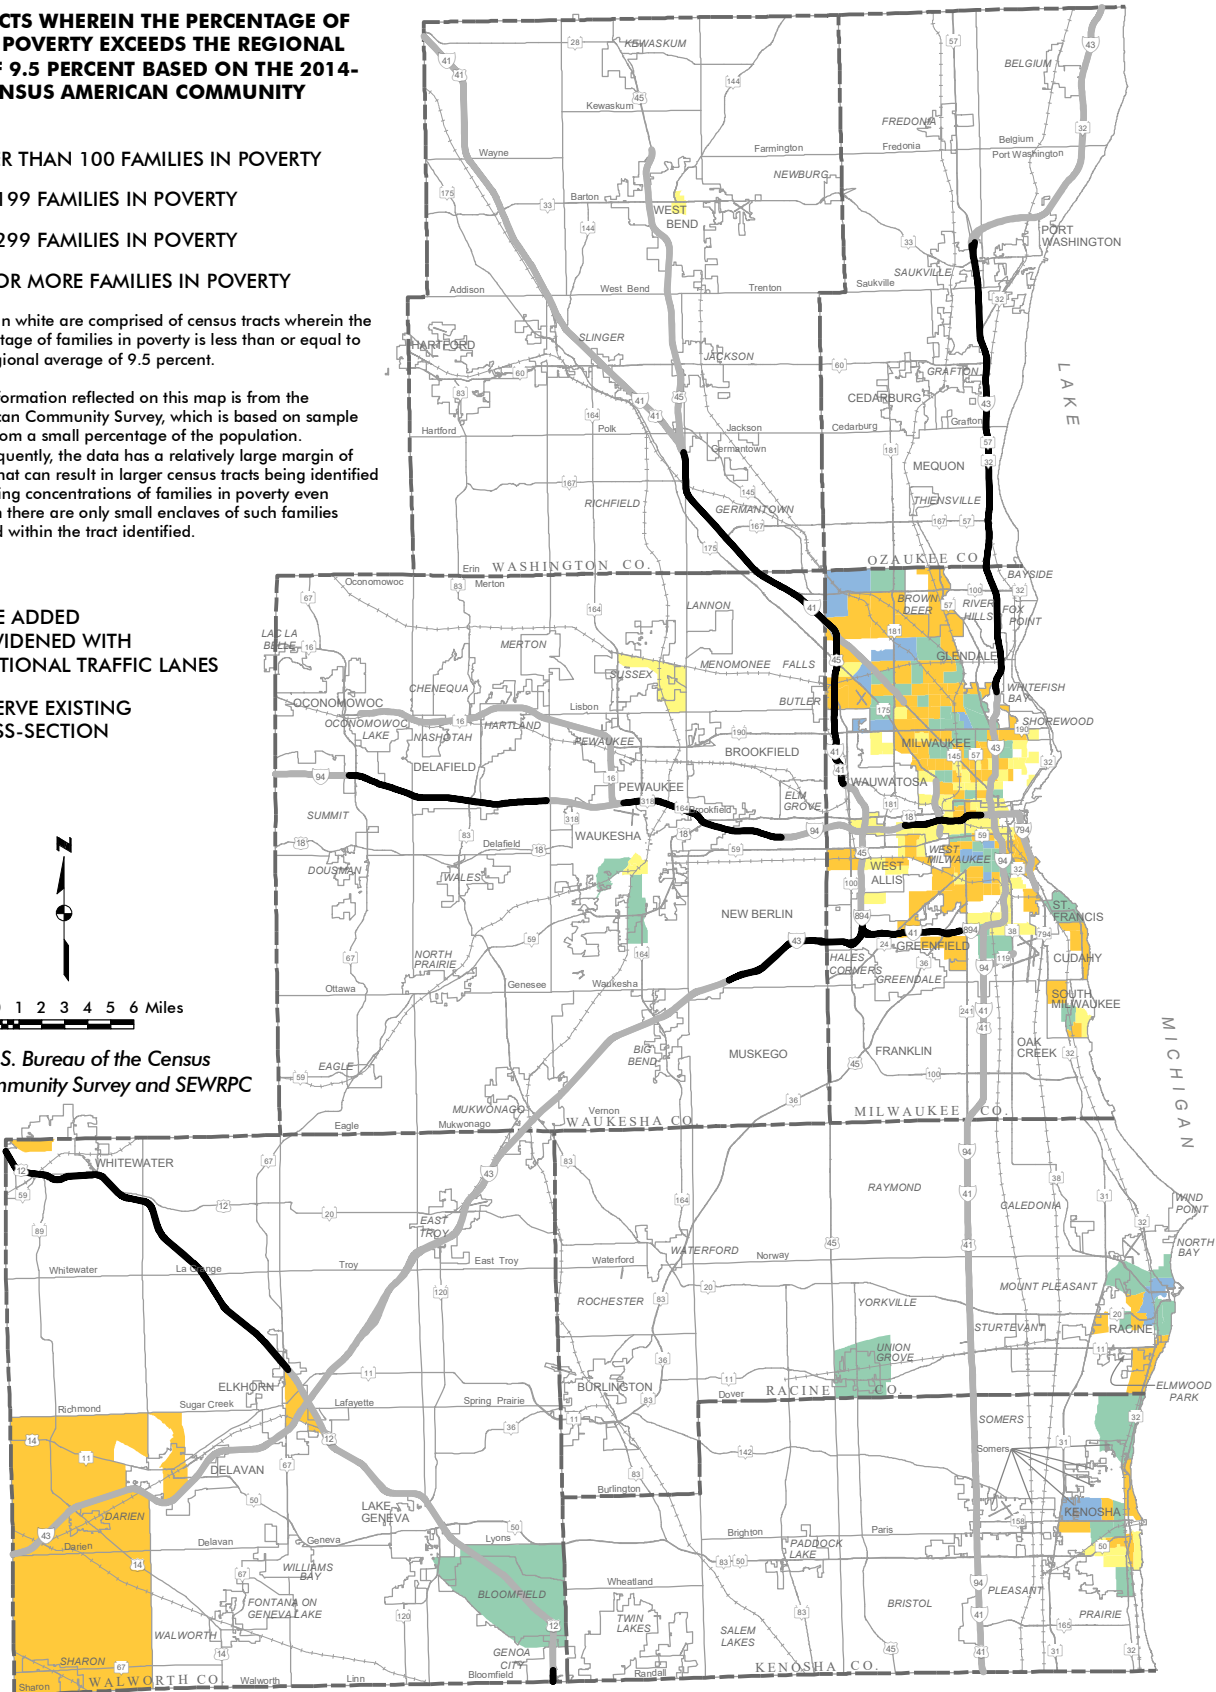 CTS WHEREIN THE PERCENTAGE OF
POVERTY EXCEEDS THE REGIONAL
F 9.5 PERCENT BASED ON THE 2014-
NSUS AMERICAN COMMUNITY
ER THAN 100 FAMILIES IN POVERTY
199 FAMILIES IN POVERTY
299 FAMILIES IN POVERTY
OR MORE FAMILIES IN POVERTY
n white are comprised of census tracts wherein the
tage of families in poverty is less than or equal to
gional average of 9.5 percent.
formation reflected on this map is from the
can Community Survey, which is based on sample
om a small percentage of the population.
quently, the data has a relatively large margin of
hat can result in larger census tracts being identified
ing concentrations of families in poverty even
n there are only small enclaves of such families
d within the tract identified.
E ADDED
VIDENED WITH
TIONAL TRAFFIC LANES
ERVE EXISTING
SS-SECTION
N
0 1 2 3 4 5 6 Miles
.S. Bureau of the Census
mmunity Survey and SEWRPC
KEWASKUM
Kewaskum
Wayne
Barton
WEST
BEND
Farmington
NEWBURG
Addison
West Bend
Trenton
SLINGER
HARTFORD
JACKSON
Hartford
Polk
Jackson
Germantown
RICHFIELD
GERMANTOWN
Erin
WASHINGTON CO.
BELGIUM
FREDONIA
Fredonia
Belgium
Port Washington
PORT
WASHINGTON
SAUKVILLE
Saukville
GRAFTON
CEDARBURG
Cedarburg
Grafton
MEQUON
THIENSVILLE
OZAUKEE CO.
LAKE
MICHIGAN
Oconomowoc
Merton
LANNON
LAC LA
BELLE
MERTON
SUSSEX
MENOMONEE FALLS
CHENEQUA
OCONOMOWOC
OCONOMOWOC
LAKE
NASHOTAH
HARTLAND
Lisbon
BUTLER
PEWAUKEE
BROOKFIELD
DELAFIELD
PEWAUKEE
Brookfield
ELM
GROVE
SUMMIT
WAUKESHA
Delafield
DOUSMAN
WALES
NEW BERLIN
NORTH
PRAIRIE
Ottawa
Genesee
Waukesha
BIG
BEND
MUSKEGO
EAGLE
MUKWONAGO
Vernon
Eagle
Mukwonago
WAUKESHA CO.
BAYSIDE
BROWN
DEER
RIVER
HILLS
FOX
POINT
GLENDALE
WHITEFISH
BAY
SHOREWOOD
MILWAUKEE
WAUWATOSA
WEST
MILWAUKEE
WEST
ALLIS
ST.
FRANCIS
GREENFIELD
CUDAHY
HALES
CORNERS
GREENDALE
SOUTH
MILWAUKEE
FRANKLIN
OAK
CREEK
MILWAUKEE CO.
WHITEWATER
EAST
TROY
Whitewater
La Grange
Troy
East Troy
ELKHORN
Richmond
Sugar Creek
Lafayette
Spring Prairie
DELAVAN
LAKE
GENEVA
DARIEN
Darien
Delavan
Geneva
Lyons
WILLIAMS
BAY
BLOOMFIELD
FONTANA ON
GENEVA LAKE
WALWORTH
GENOA
CITY
SHARON
Sharon
WALWORTH CO.
Walworth
Linn
Bloomfield
RAYMOND
CALEDONIA
WIND
POINT
NORTH
BAY
WATERFORD
Waterford
Norway
ROCHESTER
YORKVILLE
MOUNT PLEASANT
STURTEVANT
RACINE
UNION
GROVE
BURLINGTON
Dover
RACINE CO.
ELMWOOD
PARK
Burlington
SOMERS
Somers
KENOSHA
Brighton
Paris
PADDOCK
LAKE
Wheatland
TWIN
LAKES
SALEM
LAKES
BRISTOL
PLEASANT
PRAIRIE
Randall
KENOSHA CO.